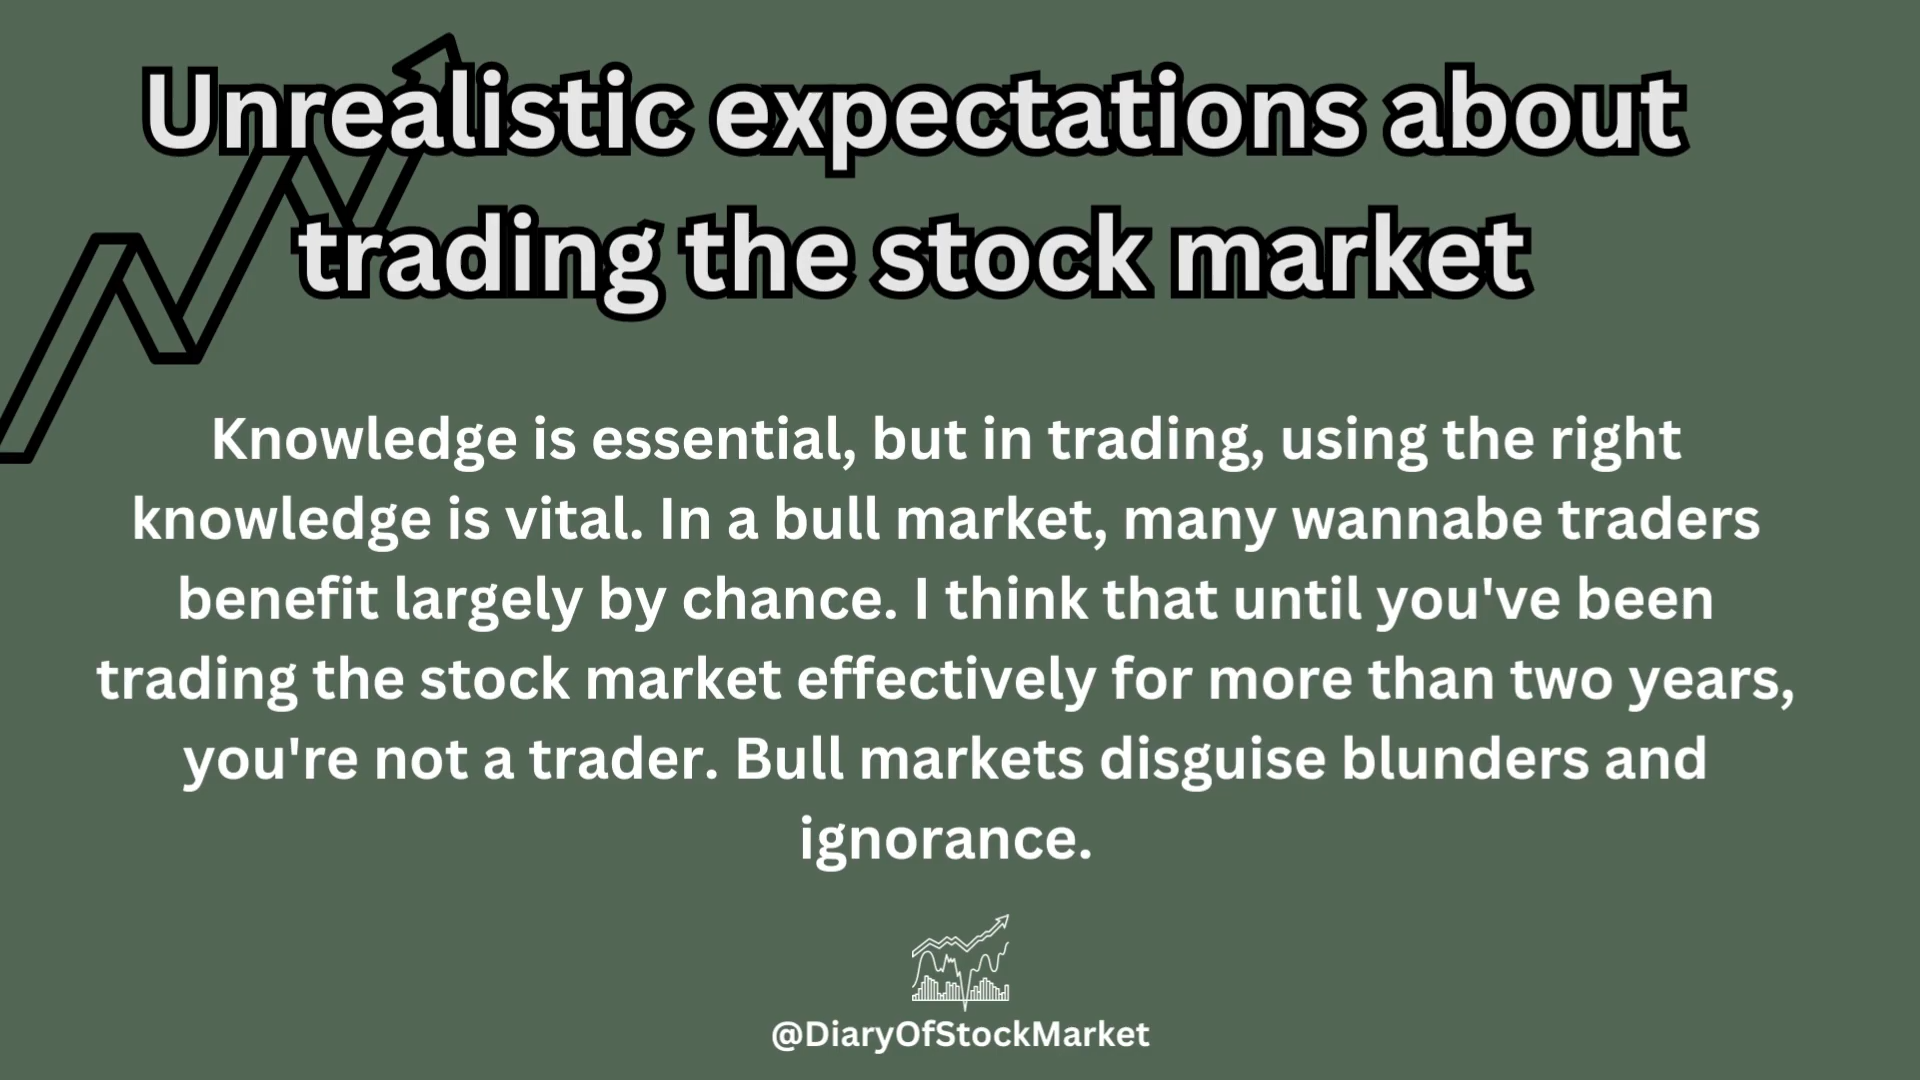 Unrealistic expectations about
trading the stock market
Knowledge is essential, but in trading, using the right
knowledge is vital. In a bull market, many wannabe traders
benefit largely by chance. I think that until you've been
trading the stock market effectively for more than two years,
you're not a trader. Bull markets disguise blunders and
ignorance.
@DiaryOfStockMarket